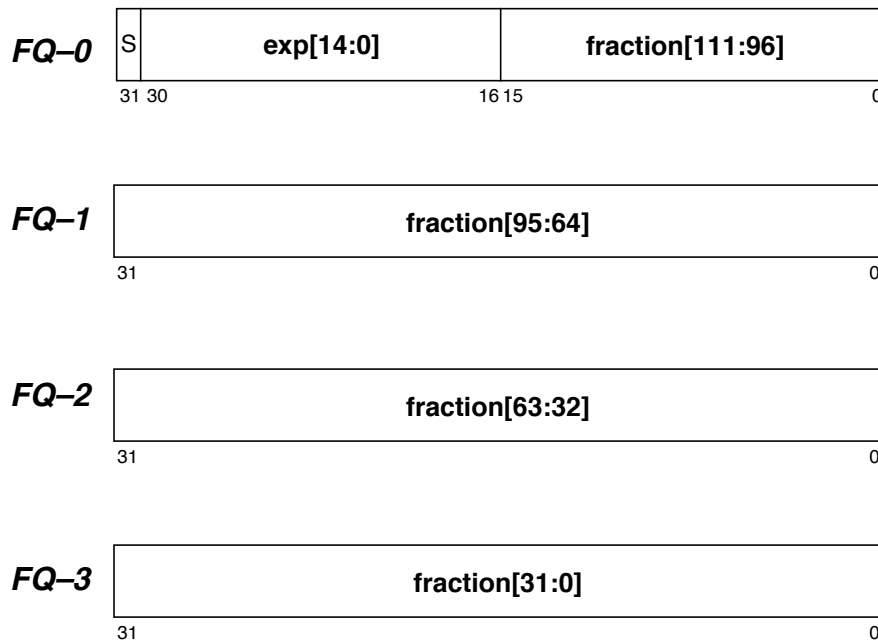 FQ–0 S exp[14:0] fraction[111:96]
31 30 16 15 0
FQ–1 fraction[95:64]
31 0
FQ–2 fraction[63:32]
31 0
FQ–3 fraction[31:0]
31 0